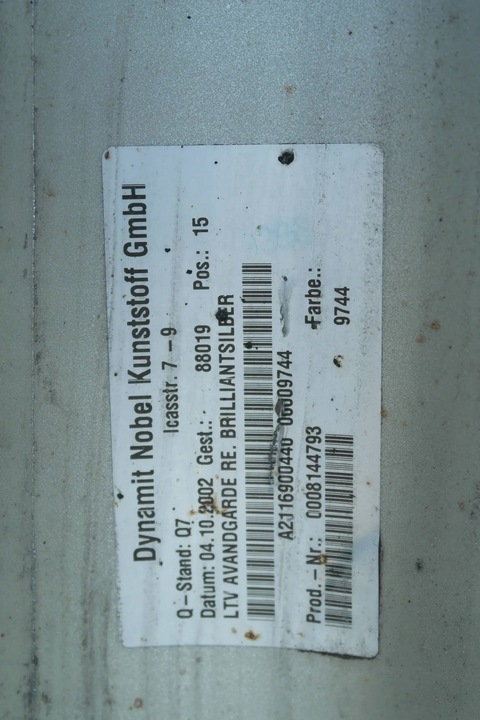 Dynamit Nobel Kunststoff GmbH
Icasstr. 7 – 9
Q – Stand: Q7
Datum: 04.10.2002 Gest.: 88019 Pos.: 15
LTV AVANDGARDE RE. BRILLIANTSILBER
A2116900440 00009744
Farbe.:
Prod. – Nr.: 0008144793 9744